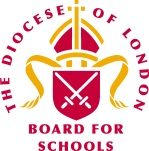 THE DIOCESE OF LONDON
BOARD FOR
SCHOOLS